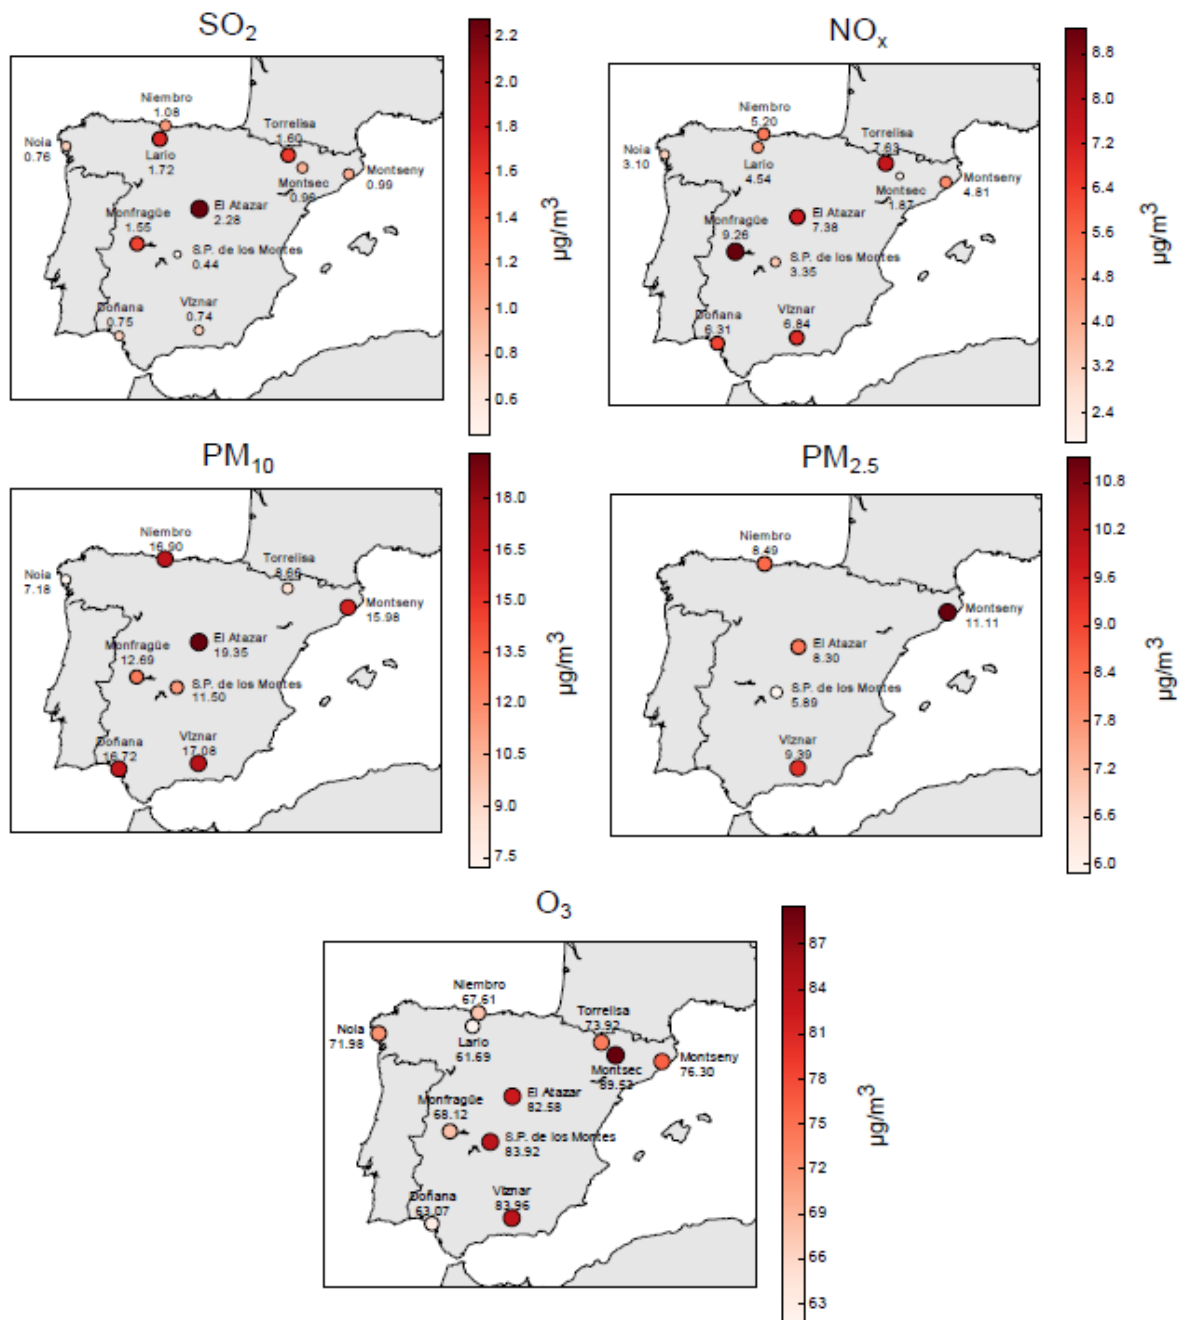 SO2
Niembro
1.08
Noia
0.76
Lario
1.72
Torrelisa
1.60
Montsec
0.96
Montseny
0.99
El Atazar
2.28
Monfragüe
1.55
S.P. de los Montes
0.44
Doñana
0.75
Víznar
0.74
2.2
2.0
1.8
1.6
1.4
1.2
1.0
0.8
0.6
µg/m3
NOx
Niembro
5.20
Noia
3.10
Lario
4.54
Torrelisa
7.63
Montsec
1.87
Montseny
4.81
El Atazar
7.38
Monfragüe
9.26
S.P. de los Montes
3.35
Doñana
6.31
Víznar
6.84
8.8
8.0
7.2
6.4
5.6
4.8
4.0
3.2
2.4
µg/m3
PM10
Niembro
16.90
Noia
7.18
Torrelisa
8.66
Montseny
15.98
El Atazar
19.35
Monfragüe
12.69
S.P. de los Montes
11.50
Doñana
16.72
Víznar
17.08
18.0
16.5
15.0
13.5
12.0
10.5
9.0
7.5
µg/m3
PM2.5
Niembro
8.49
Montseny
11.11
El Atazar
8.30
S.P. de los Montes
5.89
Víznar
9.39
10.8
10.2
9.6
9.0
8.4
7.8
7.2
6.6
6.0
µg/m3
O3
Niembro
67.61
Noia
71.98
Lario
61.69
Torrelisa
73.92
Montsec
89.52
Montseny
76.30
El Atazar
82.58
Monfragüe
68.12
S.P. de los Montes
83.92
Doñana
63.07
Víznar
83.96
87
84
81
78
75
72
69
66
63
µg/m3